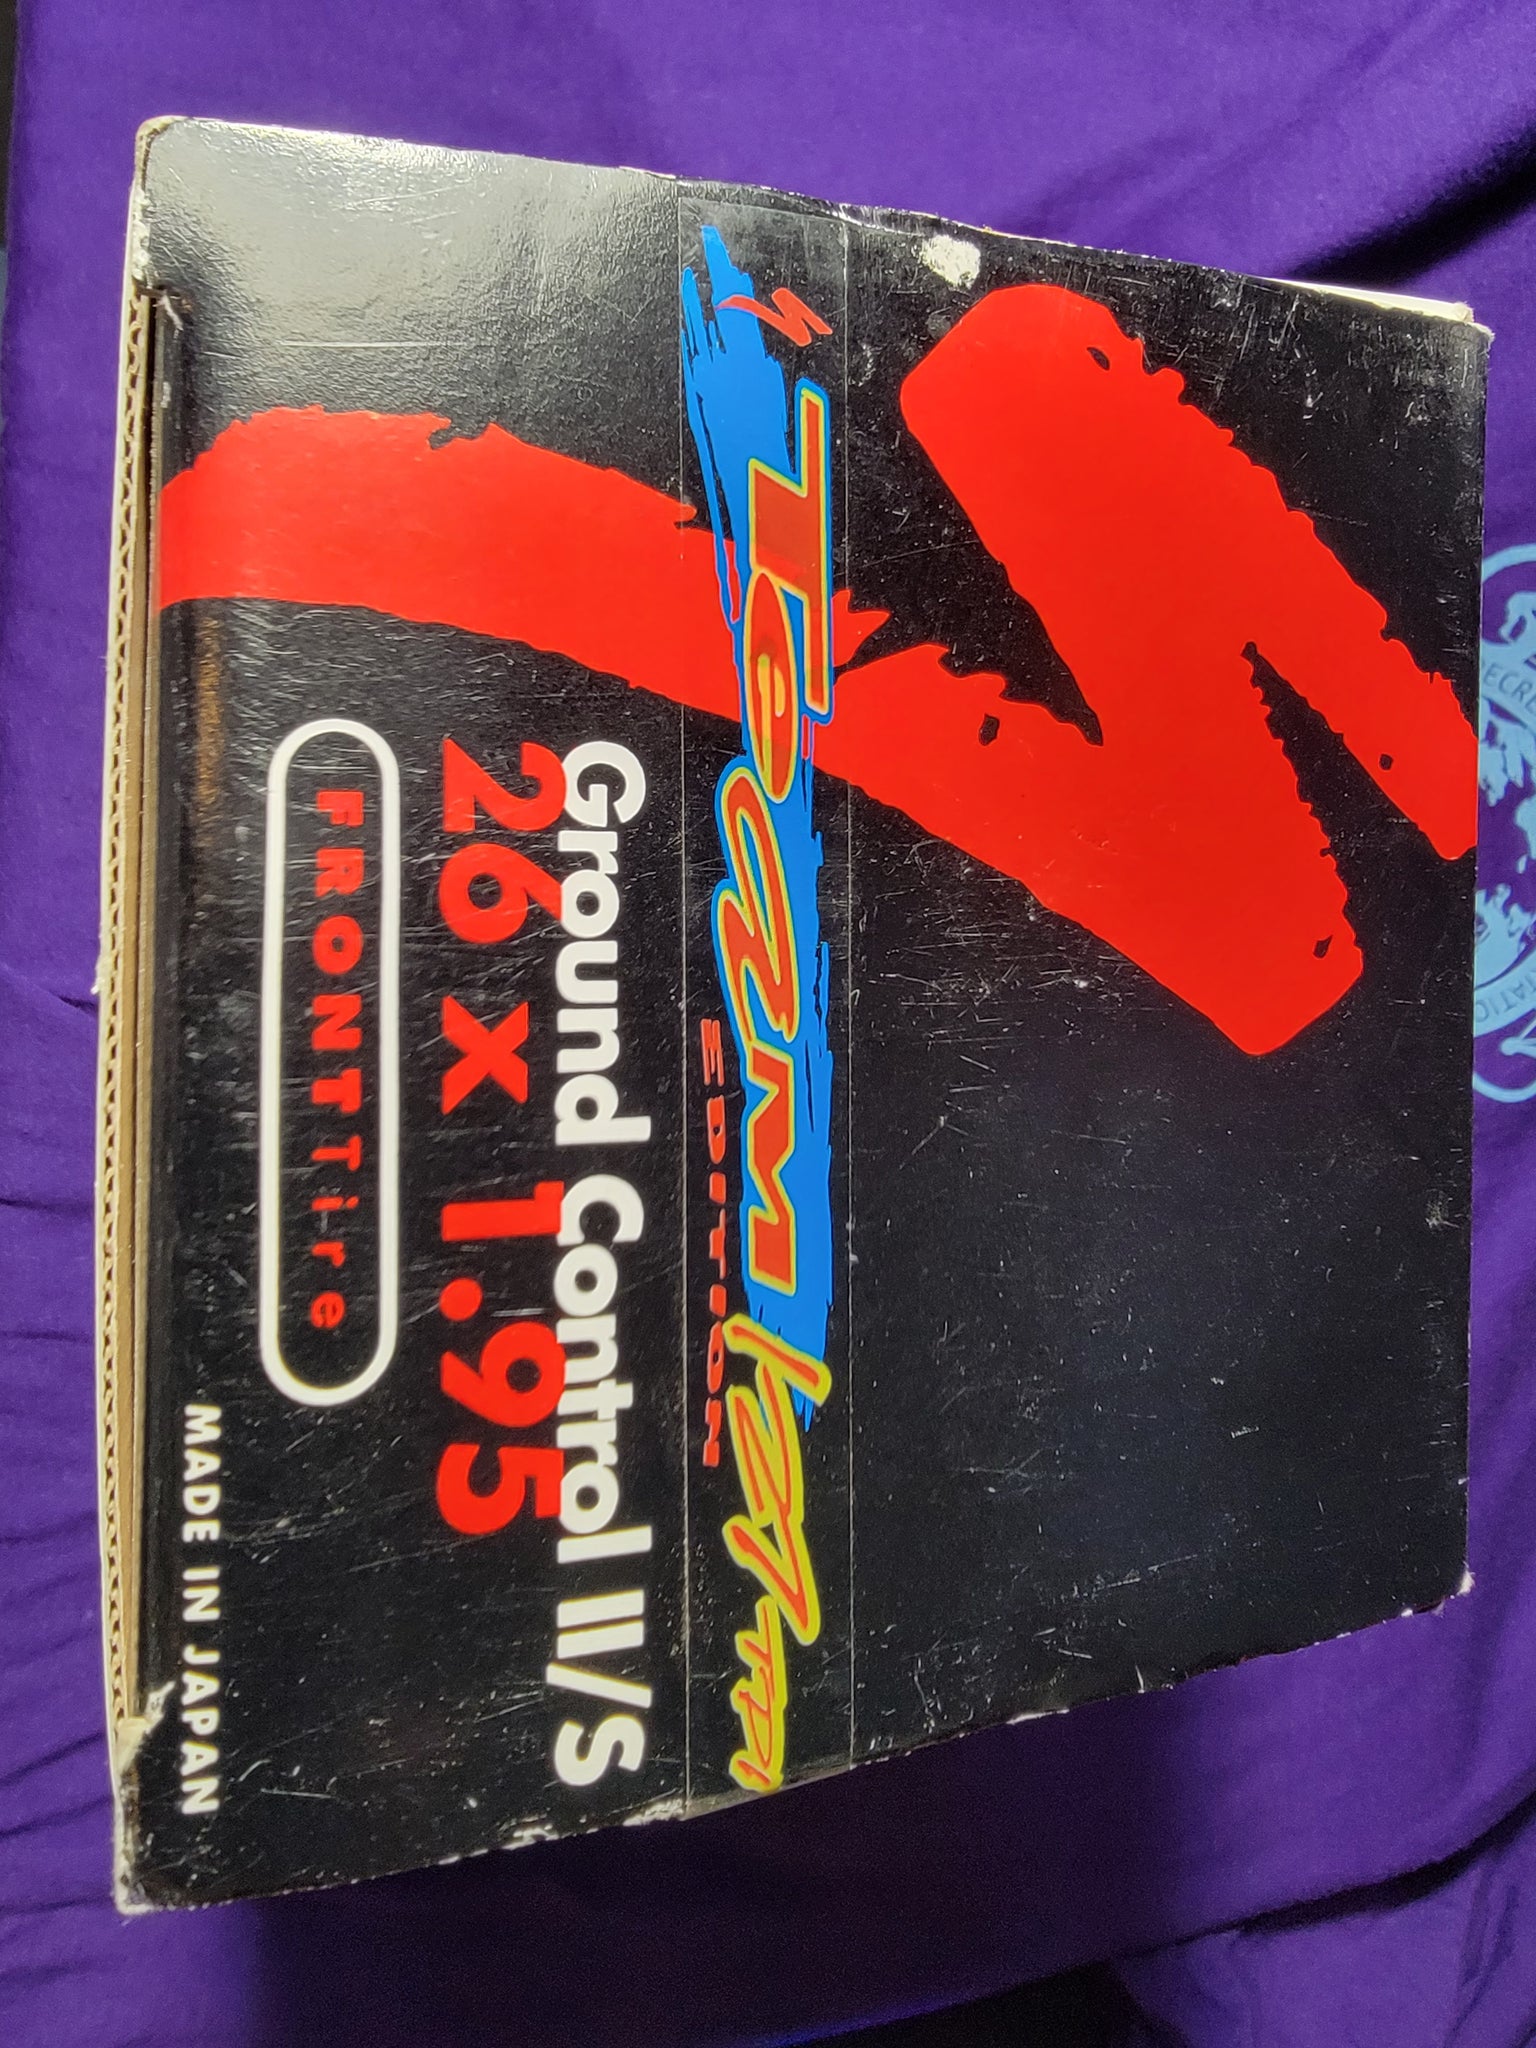 Team
EDITION
Ground Control II/S
26 x 1.95
FRONT Tire
MADE IN JAPAN